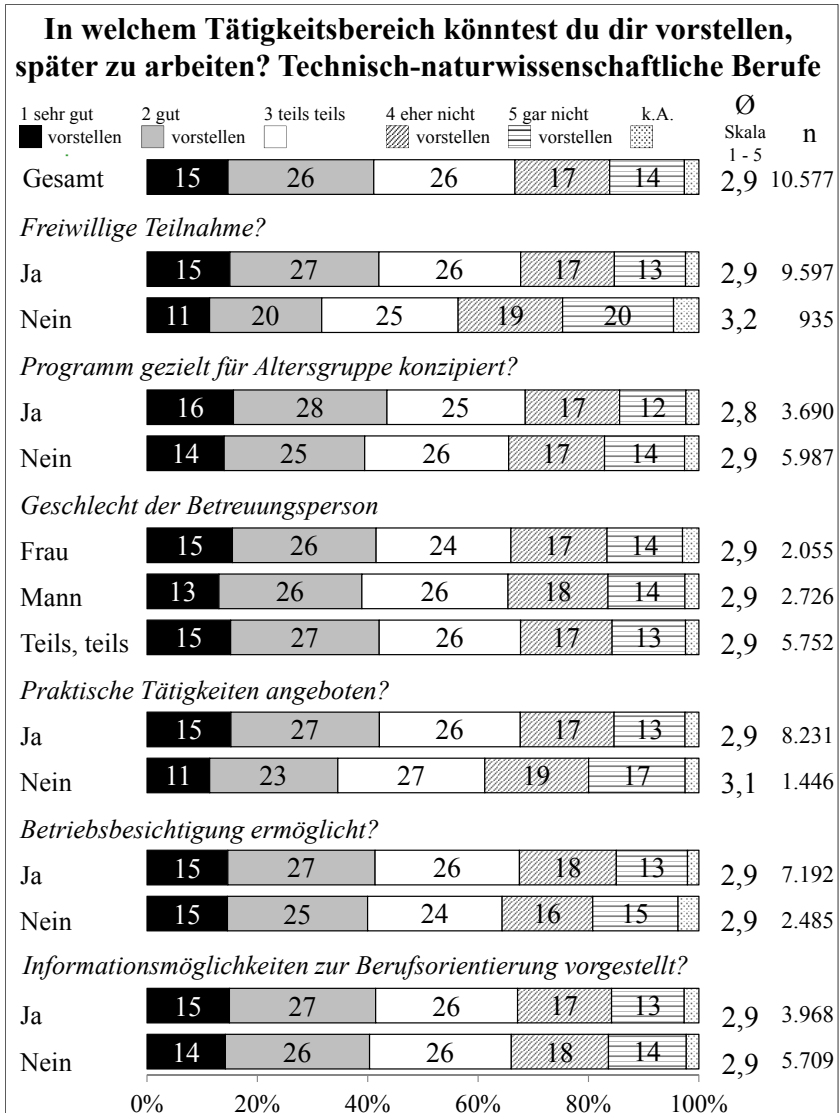 In welchem Tätigkeitsbereich könntest du dir vorstellen,
später zu arbeiten? Technisch-naturwissenschaftliche Berufe
1 sehr gut 2 gut 3 teils teils 4 eher nicht 5 gar nicht k.A. Ø
vorstellen vorstellen vorstellen vorstellen Skala n
1 - 5
Gesamt 15 26 26 17 14 2,9 10.577
Freiwillige Teilnahme?
Ja 15 27 26 17 13 2,9 9.597
Nein 11 20 25 19 20 3,2 935
Programm gezielt für Altersgruppe konzipiert?
Ja 16 28 25 17 12 2,8 3.690
Nein 14 25 26 17 14 2,9 5.987
Geschlecht der Betreuungsperson
Frau 15 26 24 17 14 2,9 2.055
Mann 13 26 26 18 14 2,9 2.726
Teils, teils 15 27 26 17 13 2,9 5.752
Praktische Tätigkeiten angeboten?
Ja 15 27 26 17 13 2,9 8.231
Nein 11 23 27 19 17 3,1 1.446
Betriebsbesichtigung ermöglicht?
Ja 15 27 26 18 13 2,9 7.192
Nein 15 25 24 16 15 2,9 2.485
Informationsmöglichkeiten zur Berufsorientierung vorgestellt?
Ja 15 27 26 17 13 2,9 3.968
Nein 14 26 26 18 14 2,9 5.709
0% 20% 40% 60% 80% 100%